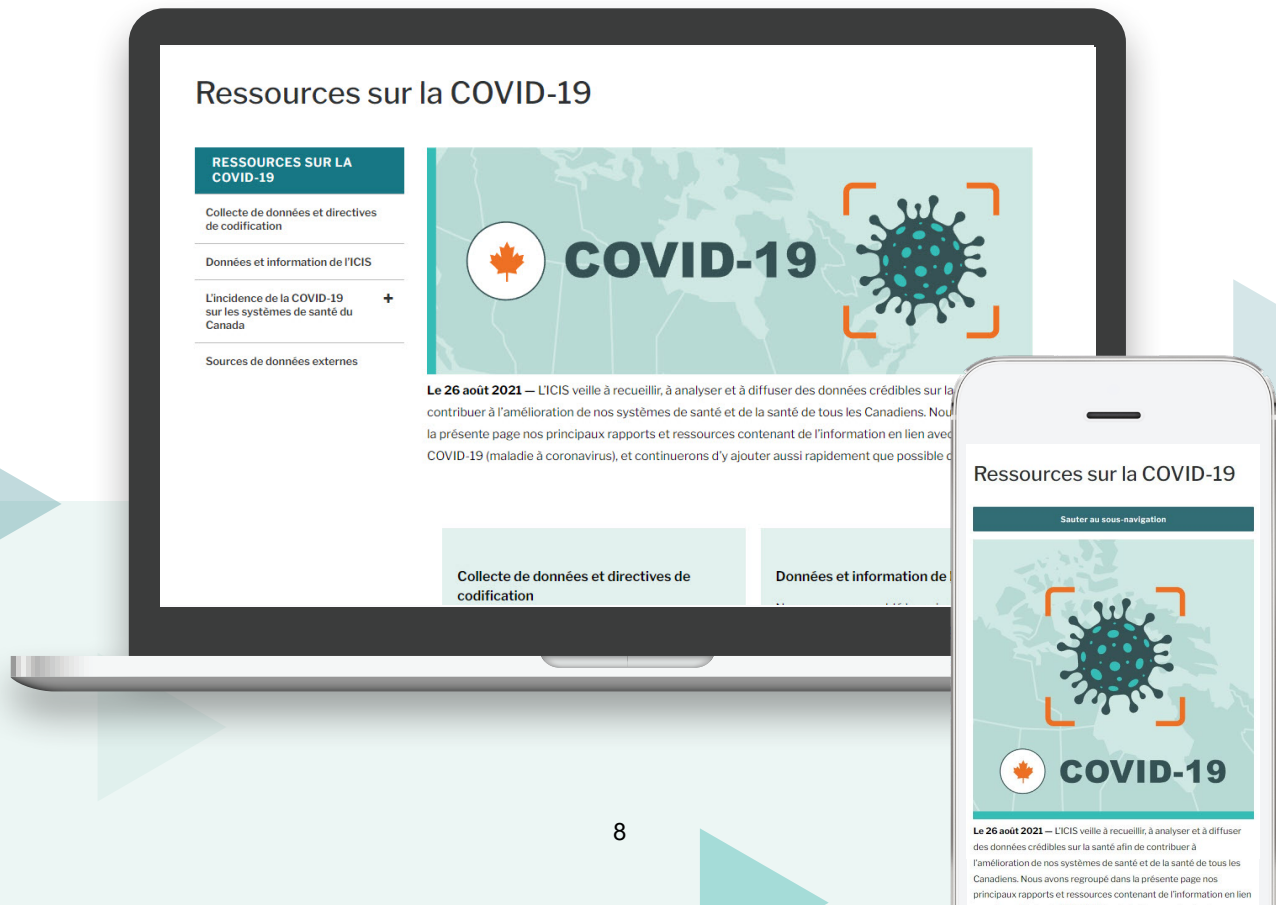 Ressources sur la COVID-19
RESSOURCES SUR LA
COVID-19
Collecte de données et directives
de codification
Données et information de l'ICIS
L'incidence de la COVID-19 +
sur les systèmes de santé du
Canada
Sources de données externes
COVID-19
Le 26 août 2021 — L'ICIS veille à recueillir, à analyser et à diffuser des données crédibles sur la
contribuer à l'amélioration de nos systèmes de santé et de la santé de tous les Canadiens. Nou
la présente page nos principaux rapports et ressources contenant de l'information en lien avec
COVID-19 (maladie à coronavirus), et continuerons d'y ajouter aussi rapidement que possible
Collecte de données et directives de
codification
Données et information de
Ressources sur la COVID-19
Sauter au sous-navigation
COVID-19
Le 26 août 2021 — L'ICIS veille à recueillir, à analyser et à diffuser
des données crédibles sur la santé afin de contribuer à
l'amélioration de nos systèmes de santé et de la santé de tous les
Canadiens. Nous avons regroupé dans la présente page nos
principaux rapports et ressources contenant de l'information en lien
8